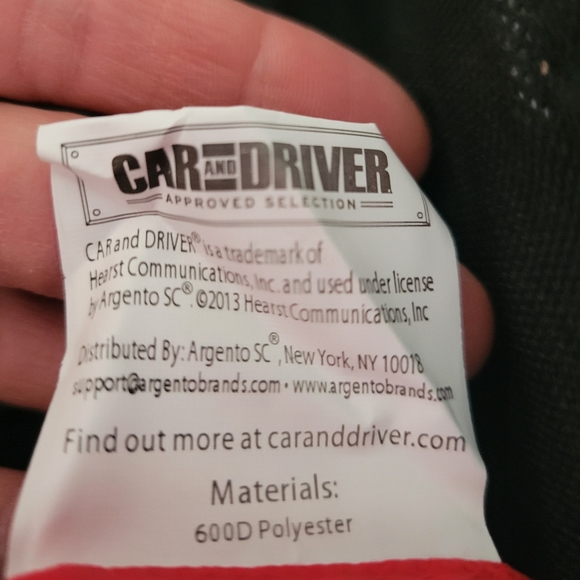 CAR AND DRIVER
APPROVED SELECTION
CAR and DRIVER® is a trademark of
Hearst Communications, Inc. and used under license
by Argento SC®. ©2013 Hearst Communications, Inc
Distributed By: Argento SC®, New York, NY 10018
support@argentobrands.com • www.argentobrands.com
Find out more at caranddriver.com
Materials:
600D Polyester